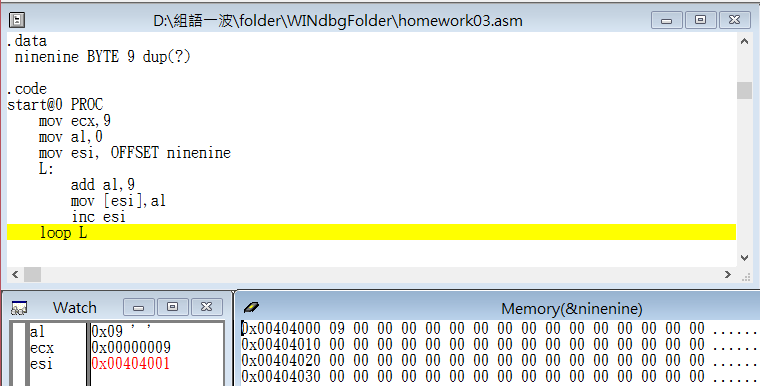 D:\組語一波\folder\WINdbgFolder\homework03.asm
.data
ninenine BYTE 9 dup(?)
.code
start@0 PROC
mov ecx,9
mov al,0
mov esi, OFFSET ninenine
L:
add al,9
mov [esi],al
inc esi
loop L
Watch
al 0x09 ' '
ecx 0x00000009
esi 0x00404001
Memory(&ninenine)
0x00404000 09 00 00 00 00 00 00 00 00 00 00 00 00 00 00 00 ......
0x00404010 00 00 00 00 00 00 00 00 00 00 00 00 00 00 00 00 ......
0x00404020 00 00 00 00 00 00 00 00 00 00 00 00 00 00 00 00 ......
0x00404030 00 00 00 00 00 00 00 00 00 00 00 00 00 00 00 00 ......